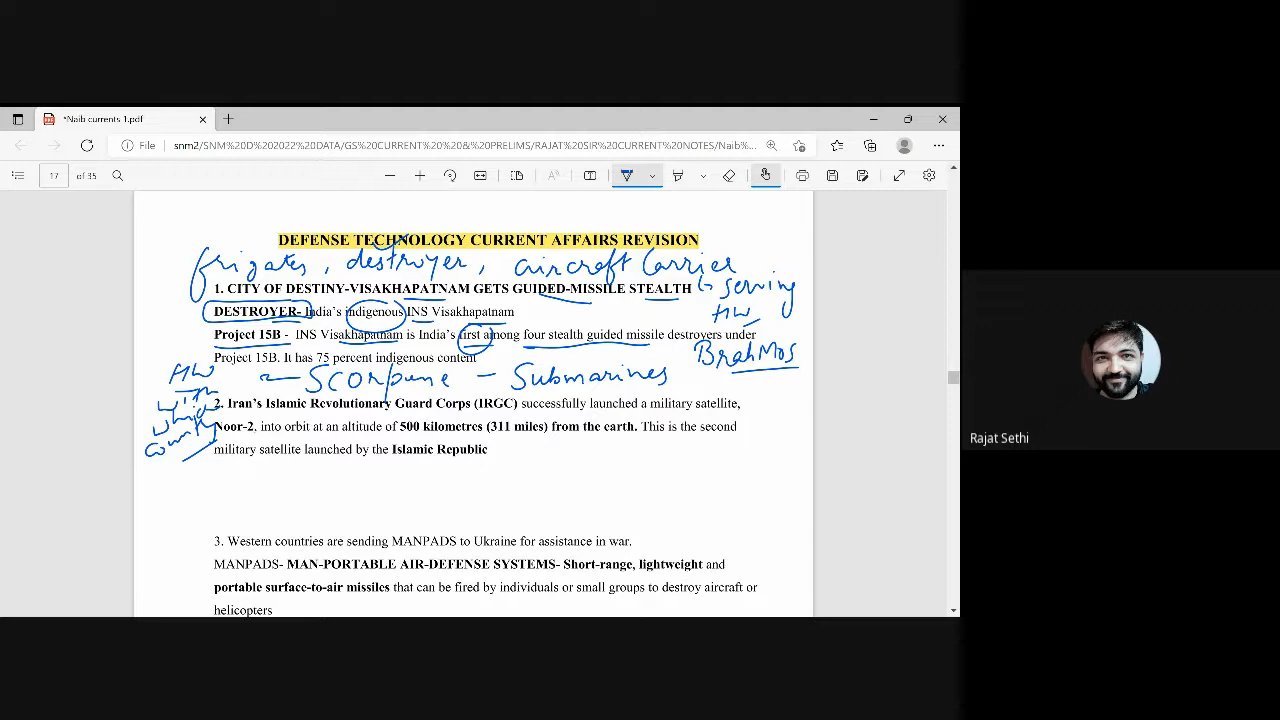 *Naib currents 1.pdf
File
snm2/SNM%20D%202022%20DATA/GS%20CURRENT%20%20&%20PRELIMS/RAJAT%20SIR%20CURRENT%20NOTES/Naib%...
17 of 35
DEFENSE TECHNOLOGY CURRENT AFFAIRS REVISION
frigates, destroyer, aircraft Carrier
1. CITY OF DESTINY-VISAKHAPATNAM GETS GUIDED-MISSILE STEALTH
serving
DESTROYER- India's indigenous INS Visakhapatnam
HW
Project 15B - INS Visakhapatnam is India's first among four stealth guided missile destroyers under
BrahMos
Project 15B. It has 75 percent indigenous content
HW
Scorpene - Submarines
with
which
country
2. Iran's Islamic Revolutionary Guard Corps (IRGC) successfully launched a military satellite,
Noor-2, into orbit at an altitude of 500 kilometres (311 miles) from the earth. This is the second
military satellite launched by the Islamic Republic
3. Western countries are sending MANPADS to Ukraine for assistance in war.
MANPADS- MAN-PORTABLE AIR-DEFENSE SYSTEMS- Short-range, lightweight and
portable surface-to-air missiles that can be fired by individuals or small groups to destroy aircraft or
helicopters
Rajat Sethi